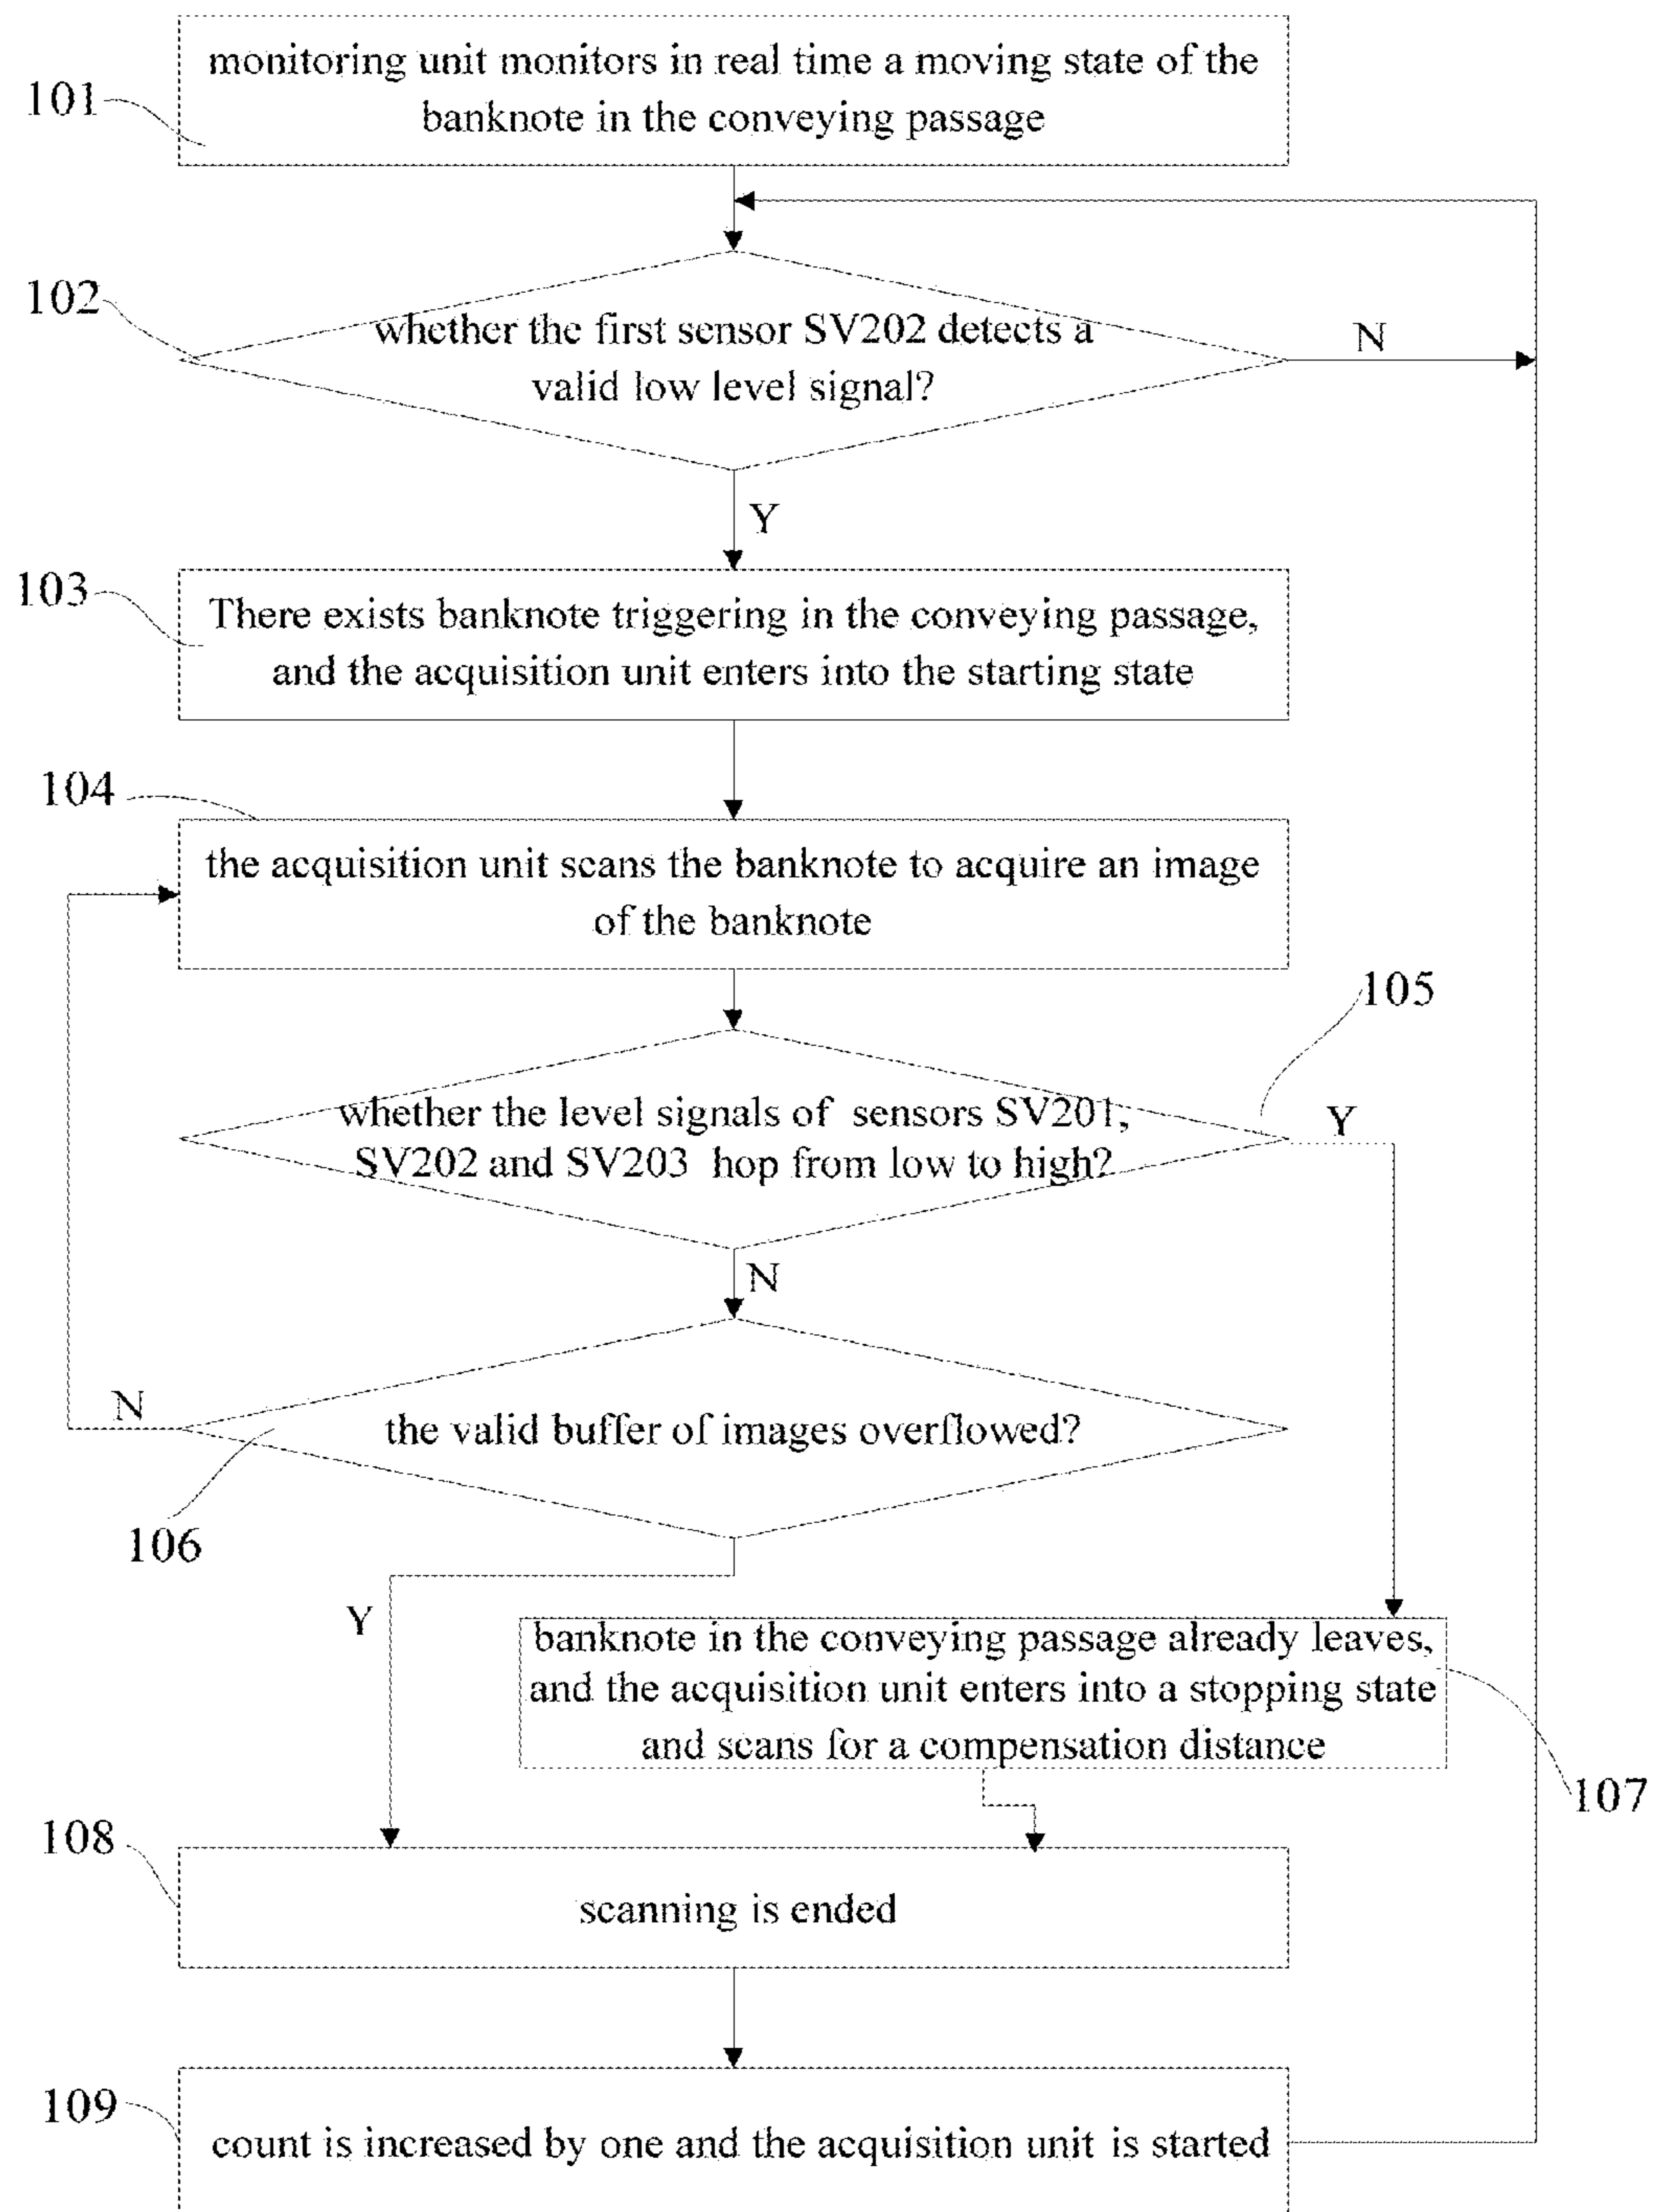 monitoring unit monitors in real time a moving state of the
banknote in the conveying passage
101
102
whether the first sensor SV202 detects a
valid low level signal?
N
Y
103
There exists banknote triggering in the conveying passage,
and the acquisition unit enters into the starting state
104
the acquisition unit scans the banknote to acquire an image
of the banknote
105
whether the level signals of sensors SV201,
SV202 and SV203 hop from low to high?
Y
N
N
the valid buffer of images overflowed?
106
Y
banknote in the conveying passage already leaves,
and the acquisition unit enters into a stopping state
and scans for a compensation distance
107
108
scanning is ended
109
count is increased by one and the acquisition unit is started